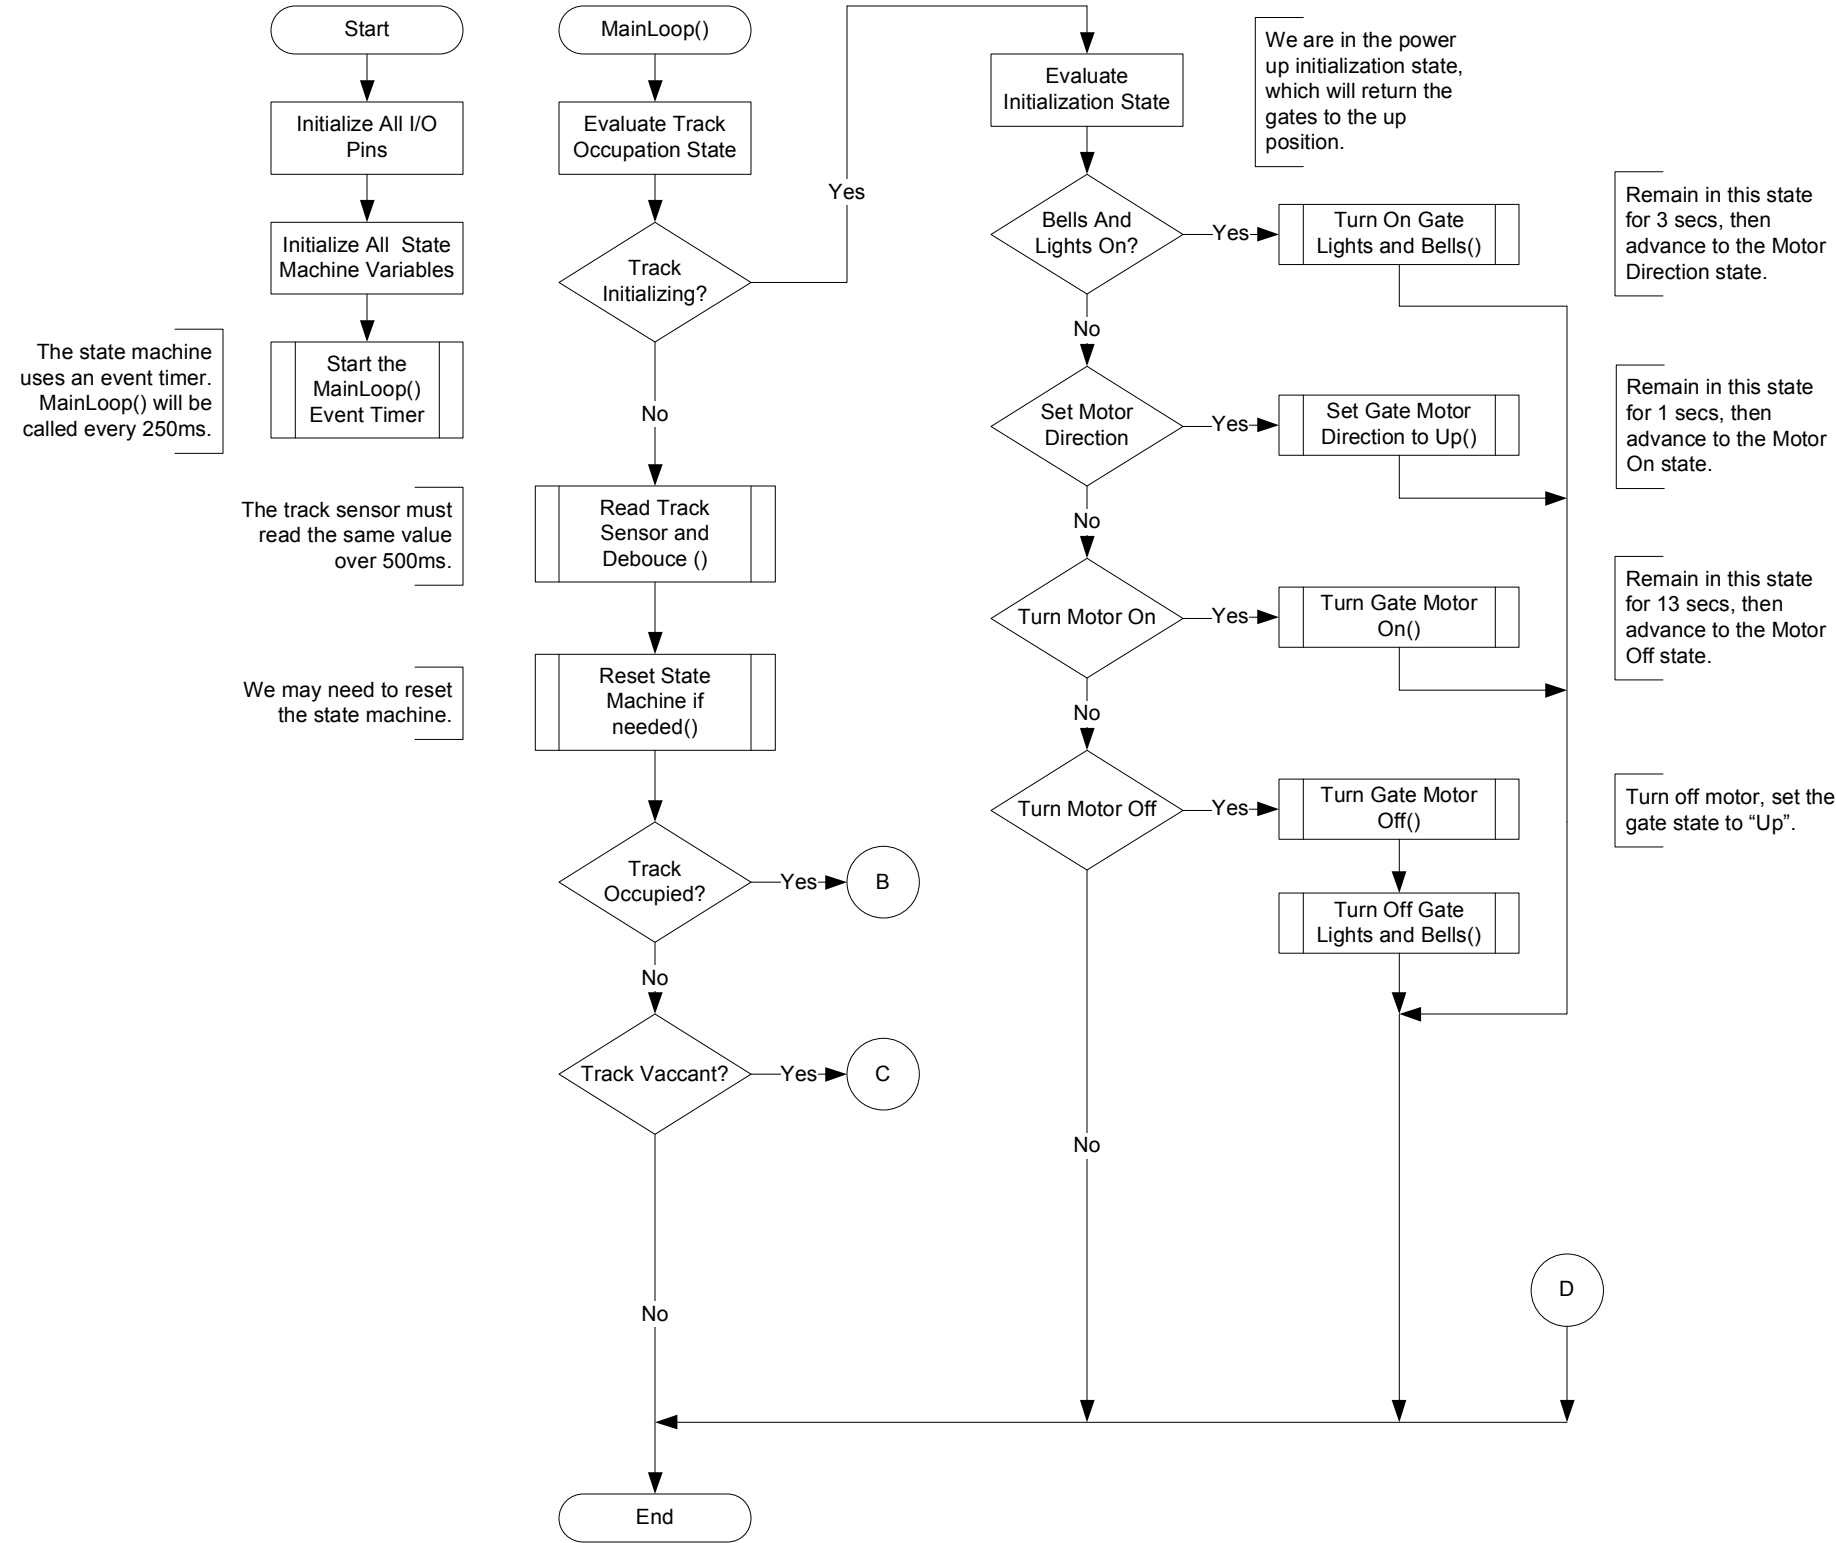 Start
Initialize All I/O
Pins
Initialize All  State
Machine Variables
The state machine
uses an event timer.
MainLoop() will be
called every 250ms.
Start the
MainLoop()
Event Timer
MainLoop()
Evaluate Track
Occupation State
Track
Initializing?
Yes
No
The track sensor must
read the same value
over 500ms.
Read Track
Sensor and
Debouce ()
We may need to reset
the state machine.
Reset State
Machine if
needed()
Track
Occupied?
Yes
B
No
Track Vaccant?
Yes
C
No
End
Evaluate
Initialization State
We are in the power
up initialization state,
which will return the
gates to the up
position.
Bells And
Lights On?
Yes
Turn On Gate
Lights and Bells()
Remain in this state
for 3 secs, then
advance to the Motor
Direction state.
No
Set Motor
Direction
Yes
Set Gate Motor
Direction to Up()
Remain in this state
for 1 secs, then
advance to the Motor
On state.
No
Turn Motor On
Yes
Turn Gate Motor
On()
Remain in this state
for 13 secs, then
advance to the Motor
Off state.
No
Turn Motor Off
Yes
Turn Gate Motor
Off()
Turn off motor, set the
gate state to “Up”.
Turn Off Gate
Lights and Bells()
No
D